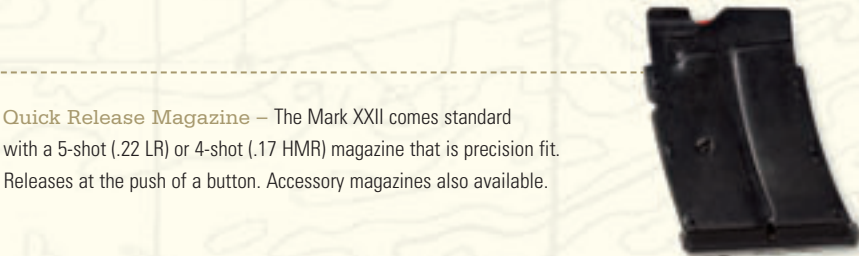 Quick Release Magazine – The Mark XXII comes standard
with a 5-shot (.22 LR) or 4-shot (.17 HMR) magazine that is precision fit.
Releases at the push of a button. Accessory magazines also available.